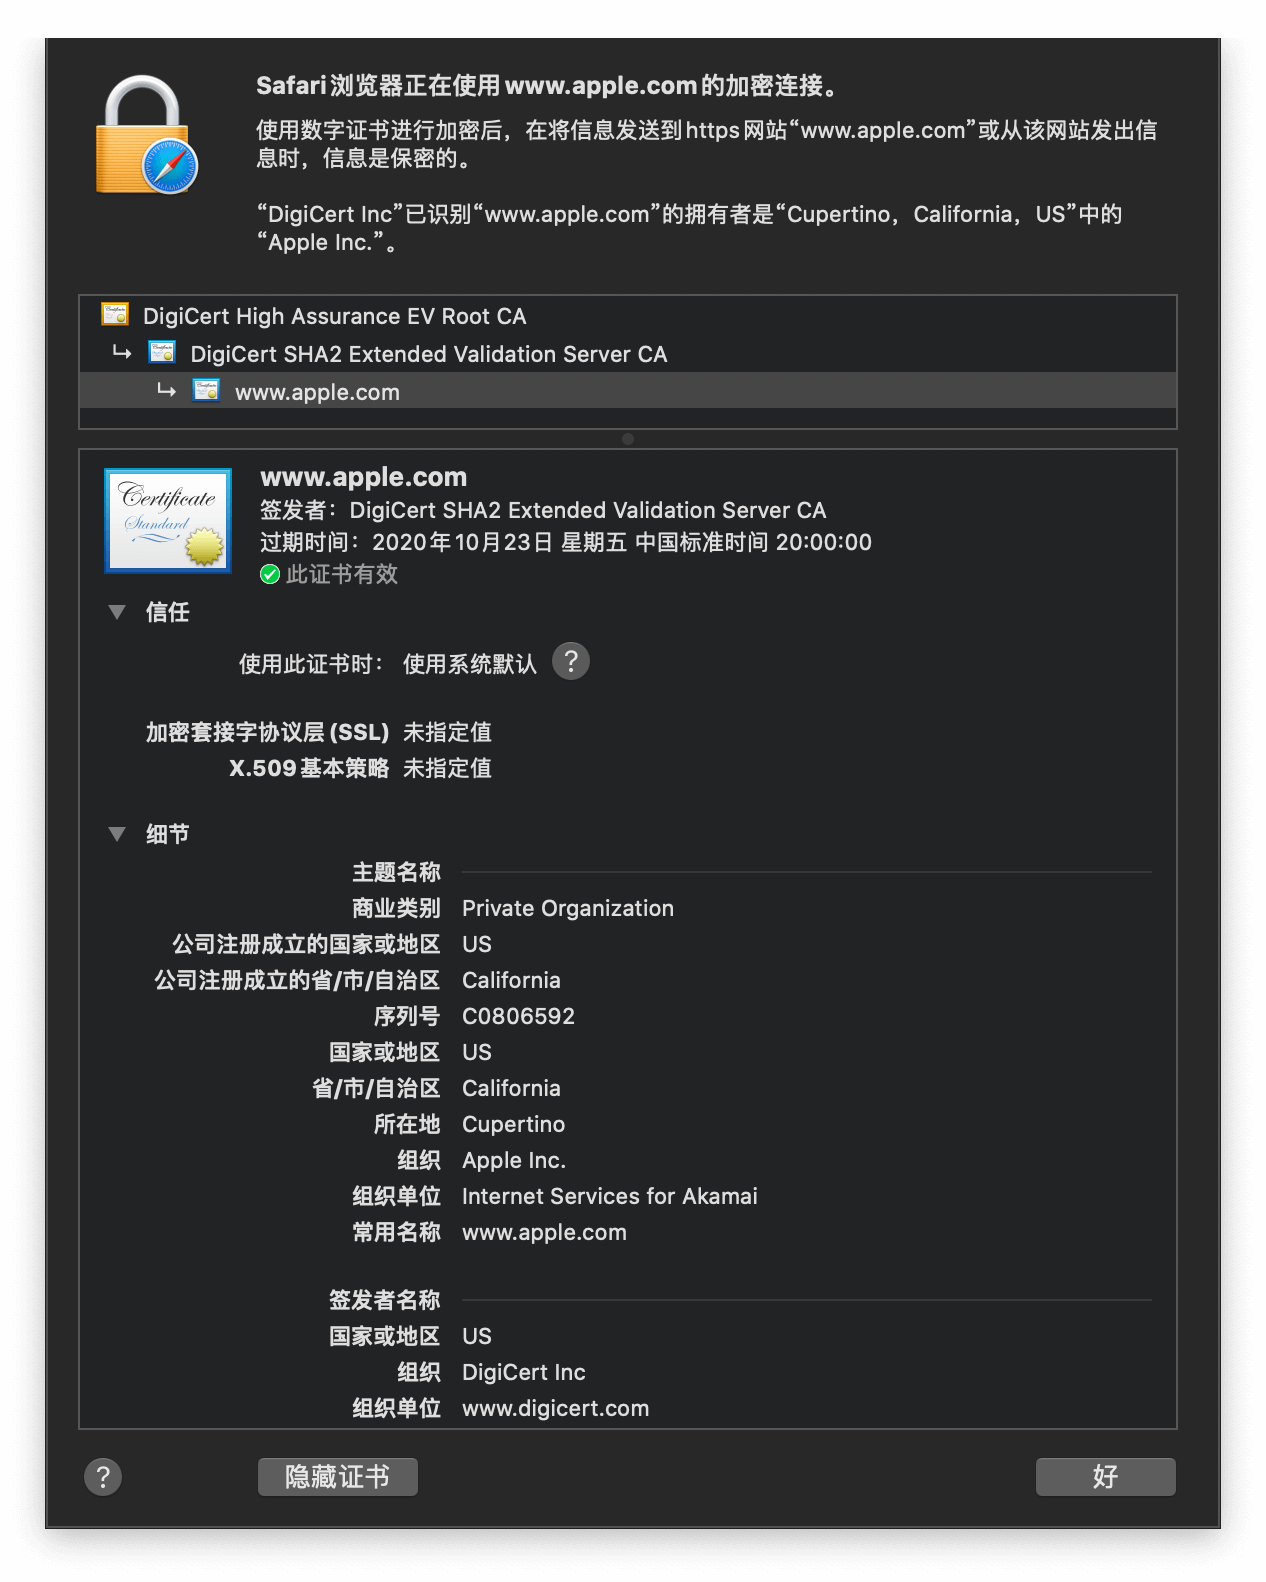 Safari浏览器正在使用www.apple.com的加密连接。
使用数字证书进行加密后，在将信息发送到https网站“www.apple.com”或从该网站发出信
息时，信息是保密的。
“DigiCert Inc”已识别“www.apple.com”的拥有者是“Cupertino，California，US”中的
“Apple Inc.”。
DigiCert High Assurance EV Root CA
DigiCert SHA2 Extended Validation Server CA
www.apple.com
Certificate
Standard
www.apple.com
签发者：DigiCert SHA2 Extended Validation Server CA
过期时间：2020年10月23日 星期五 中国标准时间 20:00:00
此证书有效
信任
使用此证书时： 使用系统默认 ?
加密套接字协议层 (SSL) 未指定值
X.509基本策略 未指定值
细节
主题名称
商业类别 Private Organization
公司注册成立的国家或地区 US
公司注册成立的省/市/自治区 California
序列号 C0806592
国家或地区 US
省/市/自治区 California
所在地 Cupertino
组织 Apple Inc.
组织单位 Internet Services for Akamai
常用名称 www.apple.com
签发者名称
国家或地区 US
组织 DigiCert Inc
组织单位 www.digicert.com
? 隐藏证书 好